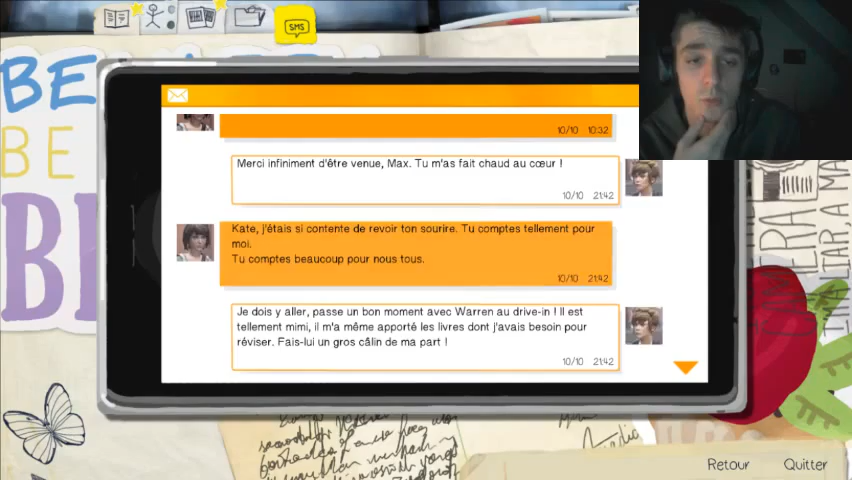 SMS
BE
BE
B
10/10 10:32
Merci infiniment d'être venue, Max. Tu m'as fait chaud au cœur !
10/10 21:42
Kate, j'étais si contente de revoir ton sourire. Tu comptes tellement pour
moi.
Tu comptes beaucoup pour nous tous.
10/10 21:42
Je dois y aller, passe un bon moment avec Warren au drive-in ! Il est
tellement mimi, il m'a même apporté les livres dont j'avais besoin pour
réviser. Fais-lui un gros câlin de ma part !
10/10 21:42
CAMERA
Retour
Quitter